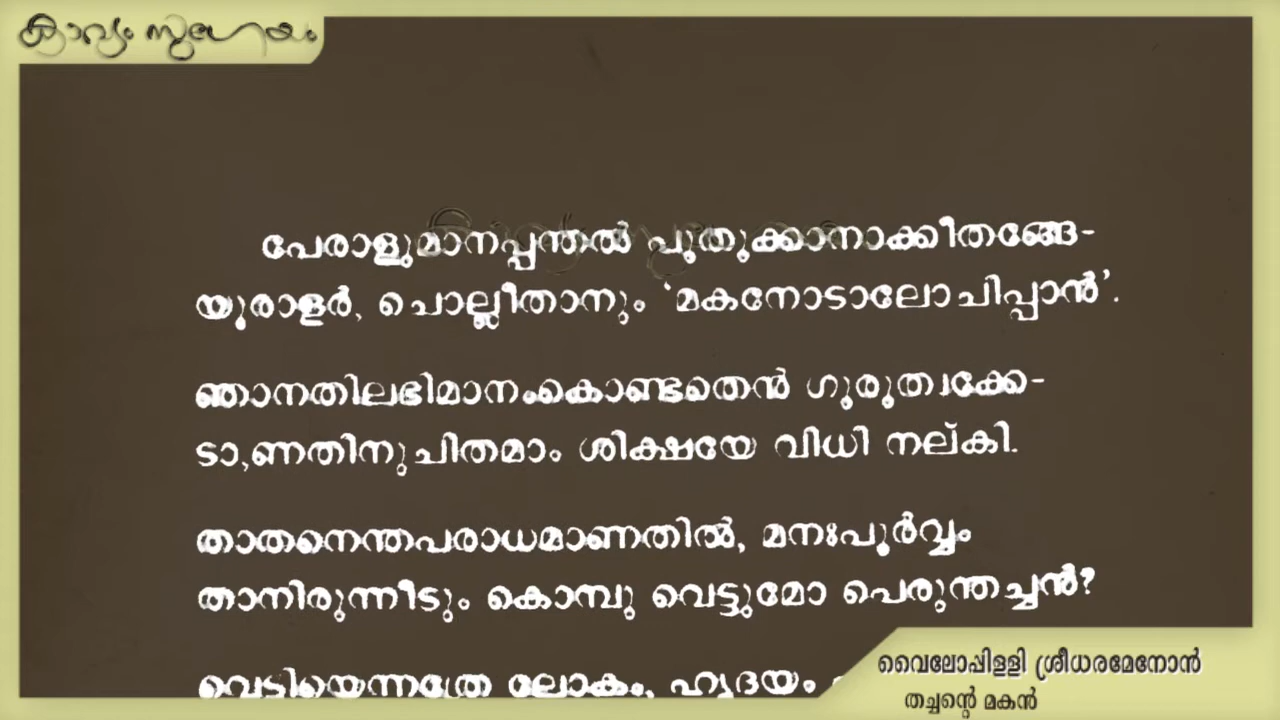 കാവ്യം സുഗേയം
പേരാളുമാനപ്പന്തൽ പുതുക്കാനാക്കീതങ്ങേ-
യൂരാളർ, ചൊല്ലീതാനും ‘മകനോടാലോചിപ്പാൻ’.
ഞാനതിലഭിമാനംകൊണ്ടതെൻ ഗുരുത്വക്കേ-
ടാ,ണതിനുചിതമാം ശിക്ഷയേ വിധി നല്കി.
താതനെന്തപരാധമാണതിൽ, മനഃപൂർവ്വം
താനിരുന്നീടും കൊമ്പു വെട്ടുമോ പെരുന്തച്ചൻ?
വെടിയെന്നത്രേ ലോകം, ഹൃദയം
വൈലോപ്പിളളി ശ്രീധരമേനോൻ
തച്ചന്റെ മകൻ